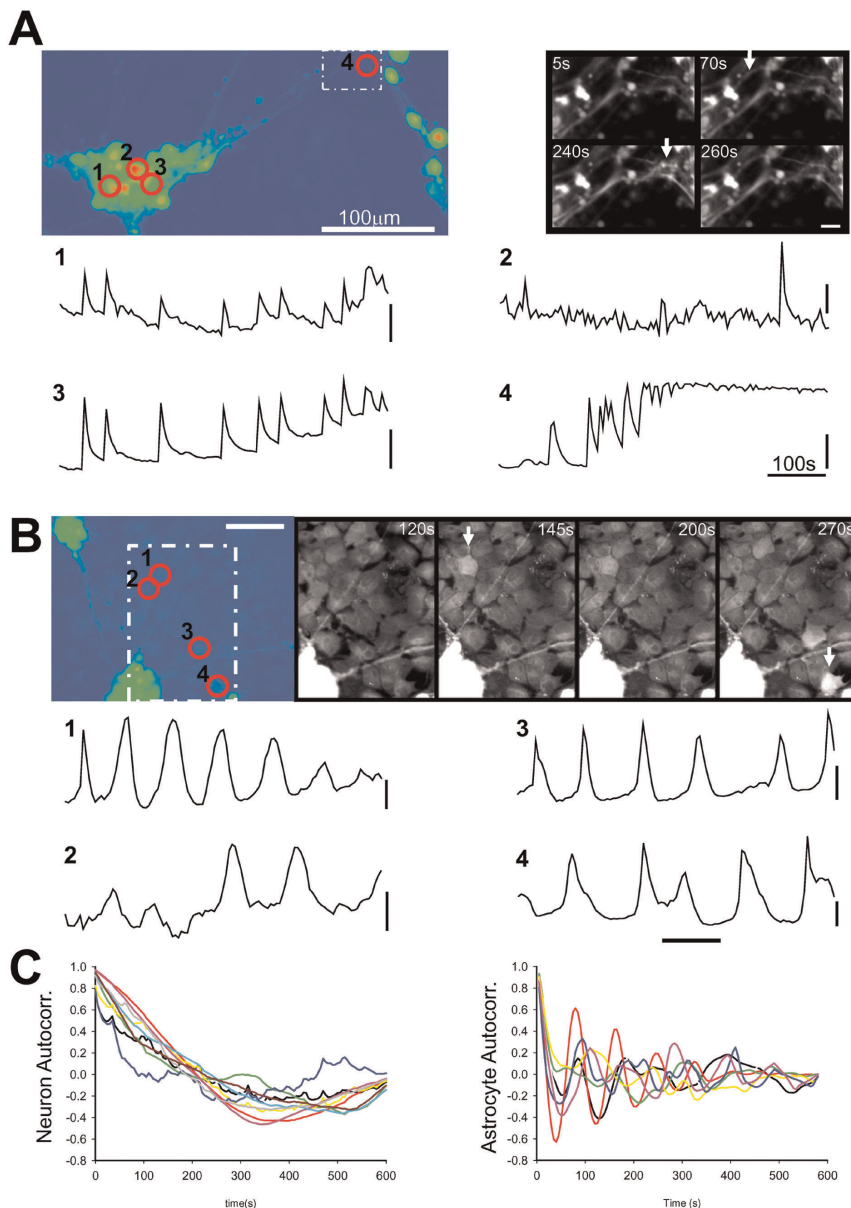 A
4
2
3
1
100μm
5s
70s
240s
260s
1
2
3
4
100s
B
1
2
3
4
120s
145s
200s
270s
1
3
2
4
C
Neuron Autocorr.
1.0
0.8
0.6
0.4
0.2
0.0
-0.2
-0.4
-0.6
-0.8
0
100
200
300
400
500
600
time(s)
Astrocyte Autocorr.
1.0
0.8
0.6
0.4
0.2
0.0
-0.2
-0.4
-0.6
-0.8
0
100
200
300
400
500
600
Time (s)